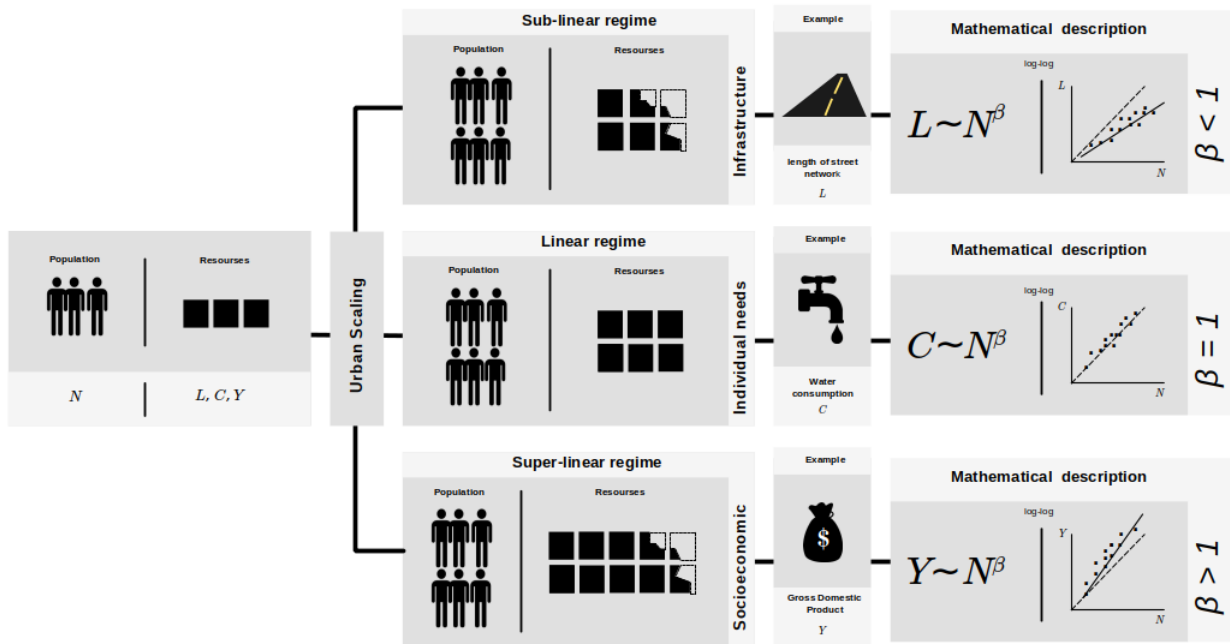 Population
Resourses
N
L, C, Y
Urban Scaling
Sub-linear regime
Population
Resourses
Infrastructure
Example
length of street
network
L
Mathematical description
log-log
L~N^β
L
N
β < 1
Linear regime
Population
Resourses
Individual needs
Example
Water
consumption
C
Mathematical description
log-log
C~N^β
C
N
β = 1
Super-linear regime
Population
Resourses
Socioeconomic
Example
$
Gross Domestic
Product
Y
Mathematical description
log-log
Y~N^β
Y
N
β > 1